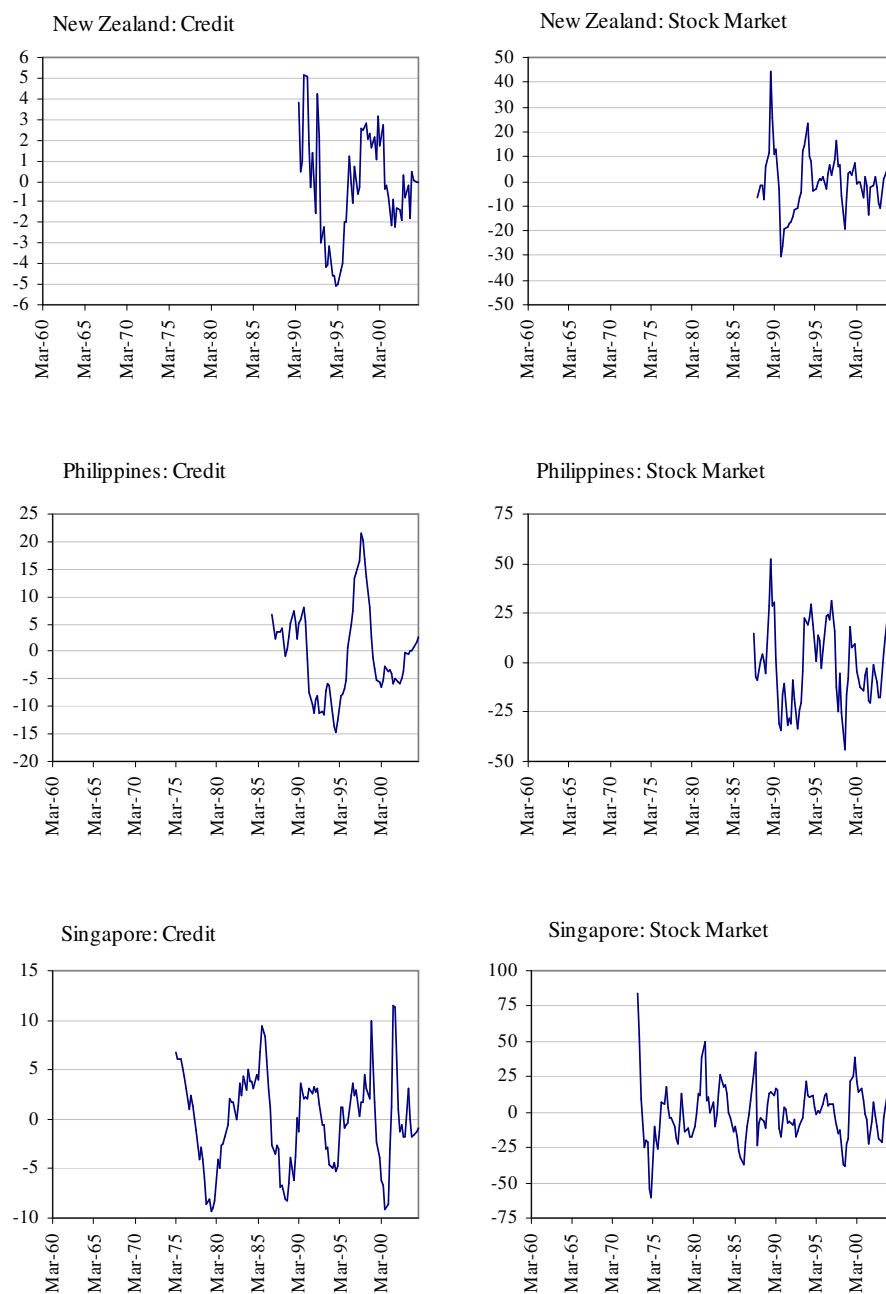 New Zealand: Credit
6
5
4
3
2
1
0
-1
-2
-3
-4
-5
-6
Mar-60
Mar-65
Mar-70
Mar-75
Mar-80
Mar-85
Mar-90
Mar-95
Mar-00
New Zealand: Stock Market
50
40
30
20
10
0
-10
-20
-30
-40
-50
Mar-60
Mar-65
Mar-70
Mar-75
Mar-80
Mar-85
Mar-90
Mar-95
Mar-00
Philippines: Credit
25
20
15
10
5
0
-5
-10
-15
-20
Mar-60
Mar-65
Mar-70
Mar-75
Mar-80
Mar-85
Mar-90
Mar-95
Mar-00
Philippines: Stock Market
75
50
25
0
-25
-50
Mar-60
Mar-65
Mar-70
Mar-75
Mar-80
Mar-85
Mar-90
Mar-95
Mar-00
Singapore: Credit
15
10
5
0
-5
-10
Mar-60
Mar-65
Mar-70
Mar-75
Mar-80
Mar-85
Mar-90
Mar-95
Mar-00
Singapore: Stock Market
100
75
50
25
0
-25
-50
-75
Mar-60
Mar-65
Mar-70
Mar-75
Mar-80
Mar-85
Mar-90
Mar-95
Mar-00